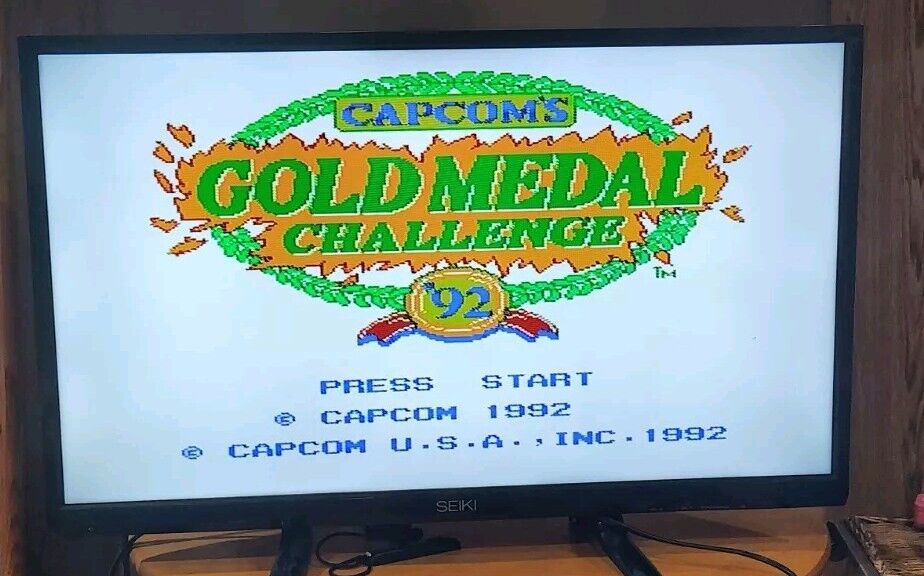 CAPCOM'S
GOLD MEDAL
CHALLENGE
TM
'92
PRESS START
© CAPCOM 1992
© CAPCOM U.S.A., INC. 1992
SEIKI